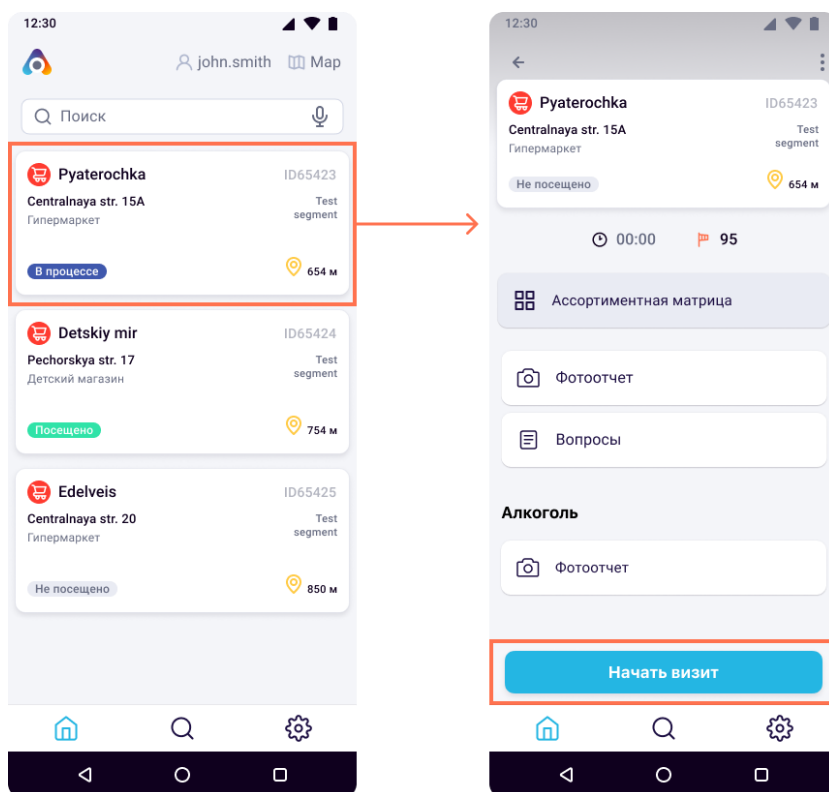 12:30
john.smith
Map
Поиск
Pyaterochka
ID65423
Centralnaya str. 15A
Test segment
Гипермаркет
В процессе
654 м
Detskiy mir
ID65424
Pechorskya str. 17
Test segment
Детский магазин
Посещено
754 м
Edelveis
ID65425
Centralnaya str. 20
Test segment
Гипермаркет
Не посещено
850 м
12:30
Pyaterochka
ID65423
Centralnaya str. 15A
Test segment
Гипермаркет
Не посещено
654 м
00:00
95
Ассортиментная матрица
Фотоотчет
Вопросы
Алкоголь
Фотоотчет
Начать визит